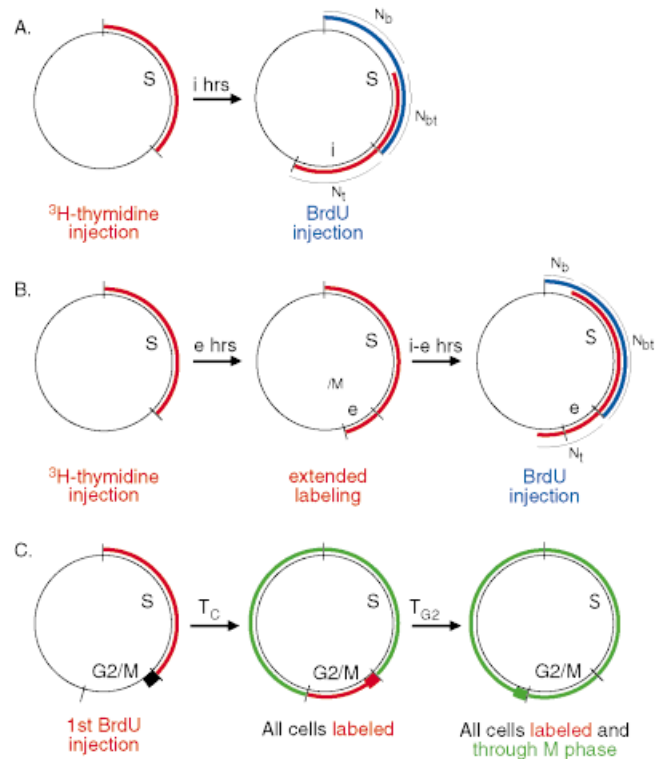 A.
S
³H-thymidine
injection
i hrs
N_b
S
N_bt
i
N_t
BrdU
injection
B.
S
³H-thymidine
injection
e hrs
S
/M
e
extended
labeling
i-e hrs
N_b
S
N_bt
e
N_t
BrdU
injection
C.
S
G2/M
1st BrdU
injection
T_C
S
G2/M
All cells labeled
T_G2
S
G2/M
All cells labeled and
through M phase